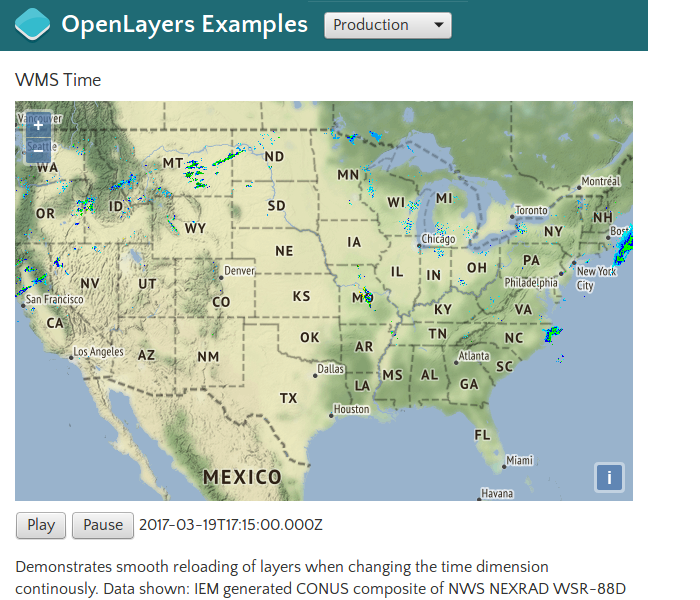 OpenLayers Examples
Production
WMS Time
Vancouver
+
Seattle
–
WA
MT
ND
MN
OR
ID
SD
WI
MI
Montréal
Toronto
NH
WY
IA
Chicago
NY
Bost
NE
PA
NV
UT
Denver
IL
IN
OH
New York
City
Philadelphia
San Francisco
CO
KS
MO
KY
VA
CA
OK
TN
NC
Los Angeles
AZ
NM
AR
Atlanta
SC
Dallas
MS
AL
GA
LA
TX
Houston
FL
Miami
MEXICO
i
Havana
Play
Pause
2017-03-19T17:15:00.000Z
Demonstrates smooth reloading of layers when changing the time dimension
continously. Data shown: IEM generated CONUS composite of NWS NEXRAD WSR-88D